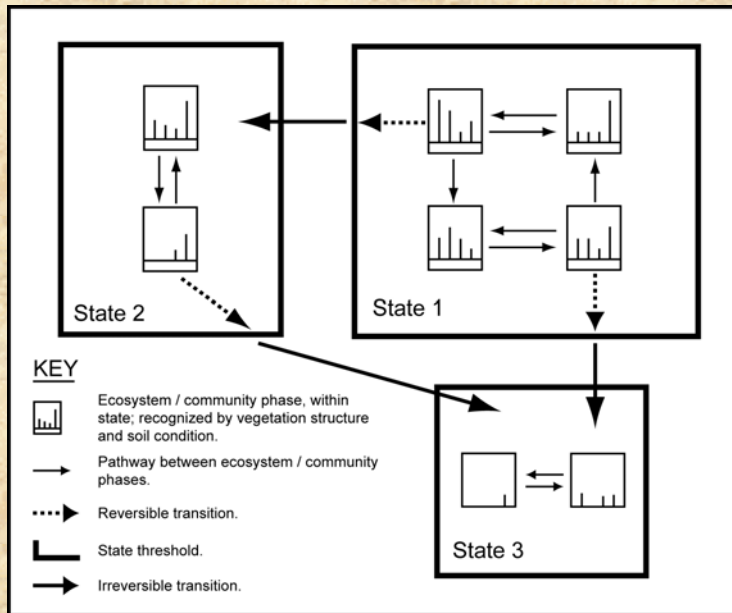 State 2
State 1
State 3
KEY
Ecosystem / community phase, within
state; recognized by vegetation structure
and soil condition.
Pathway between ecosystem / community
phases.
Reversible transition.
State threshold.
Irreversible transition.